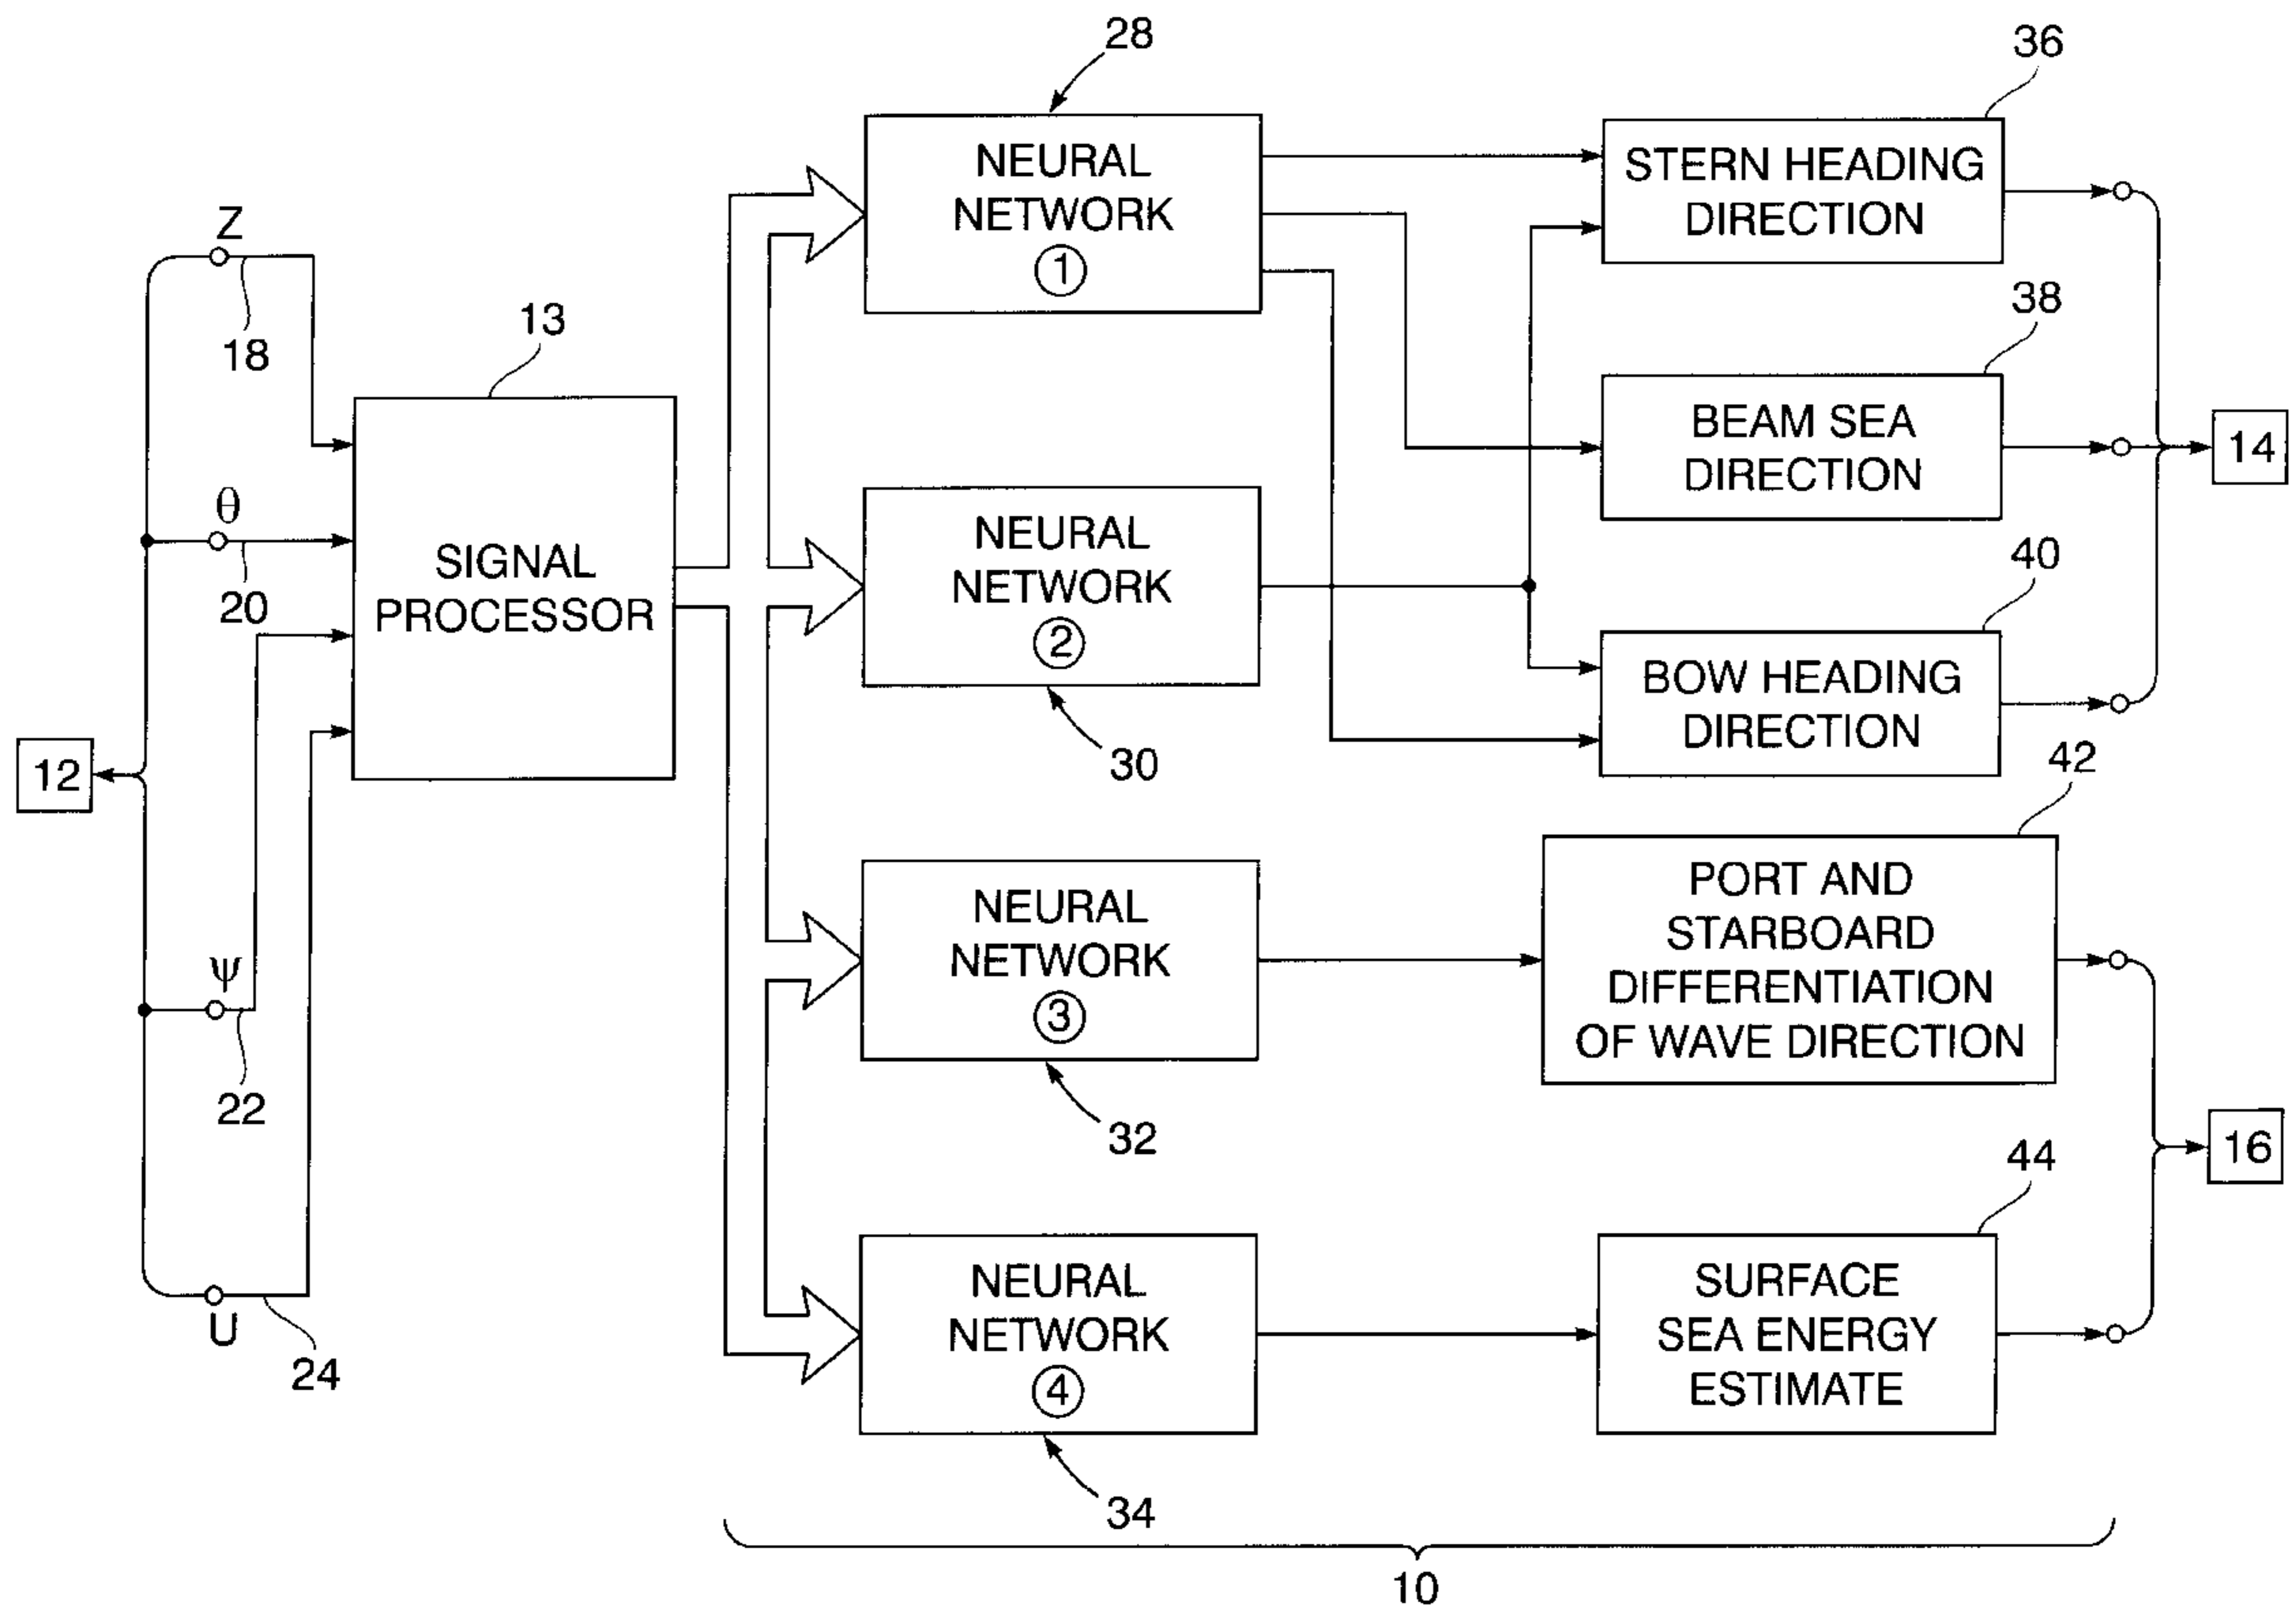 28
36
NEURAL
NETWORK
1
STERN HEADING
DIRECTION
Z
18
13
38
SIGNAL
PROCESSOR
BEAM SEA
DIRECTION
14
θ
20
NEURAL
NETWORK
2
30
40
BOW HEADING
DIRECTION
12
42
ψ
22
NEURAL
NETWORK
3
32
PORT AND
STARBOARD
DIFFERENTIATION
OF WAVE DIRECTION
16
44
U
24
NEURAL
NETWORK
4
34
SURFACE
SEA ENERGY
ESTIMATE
10